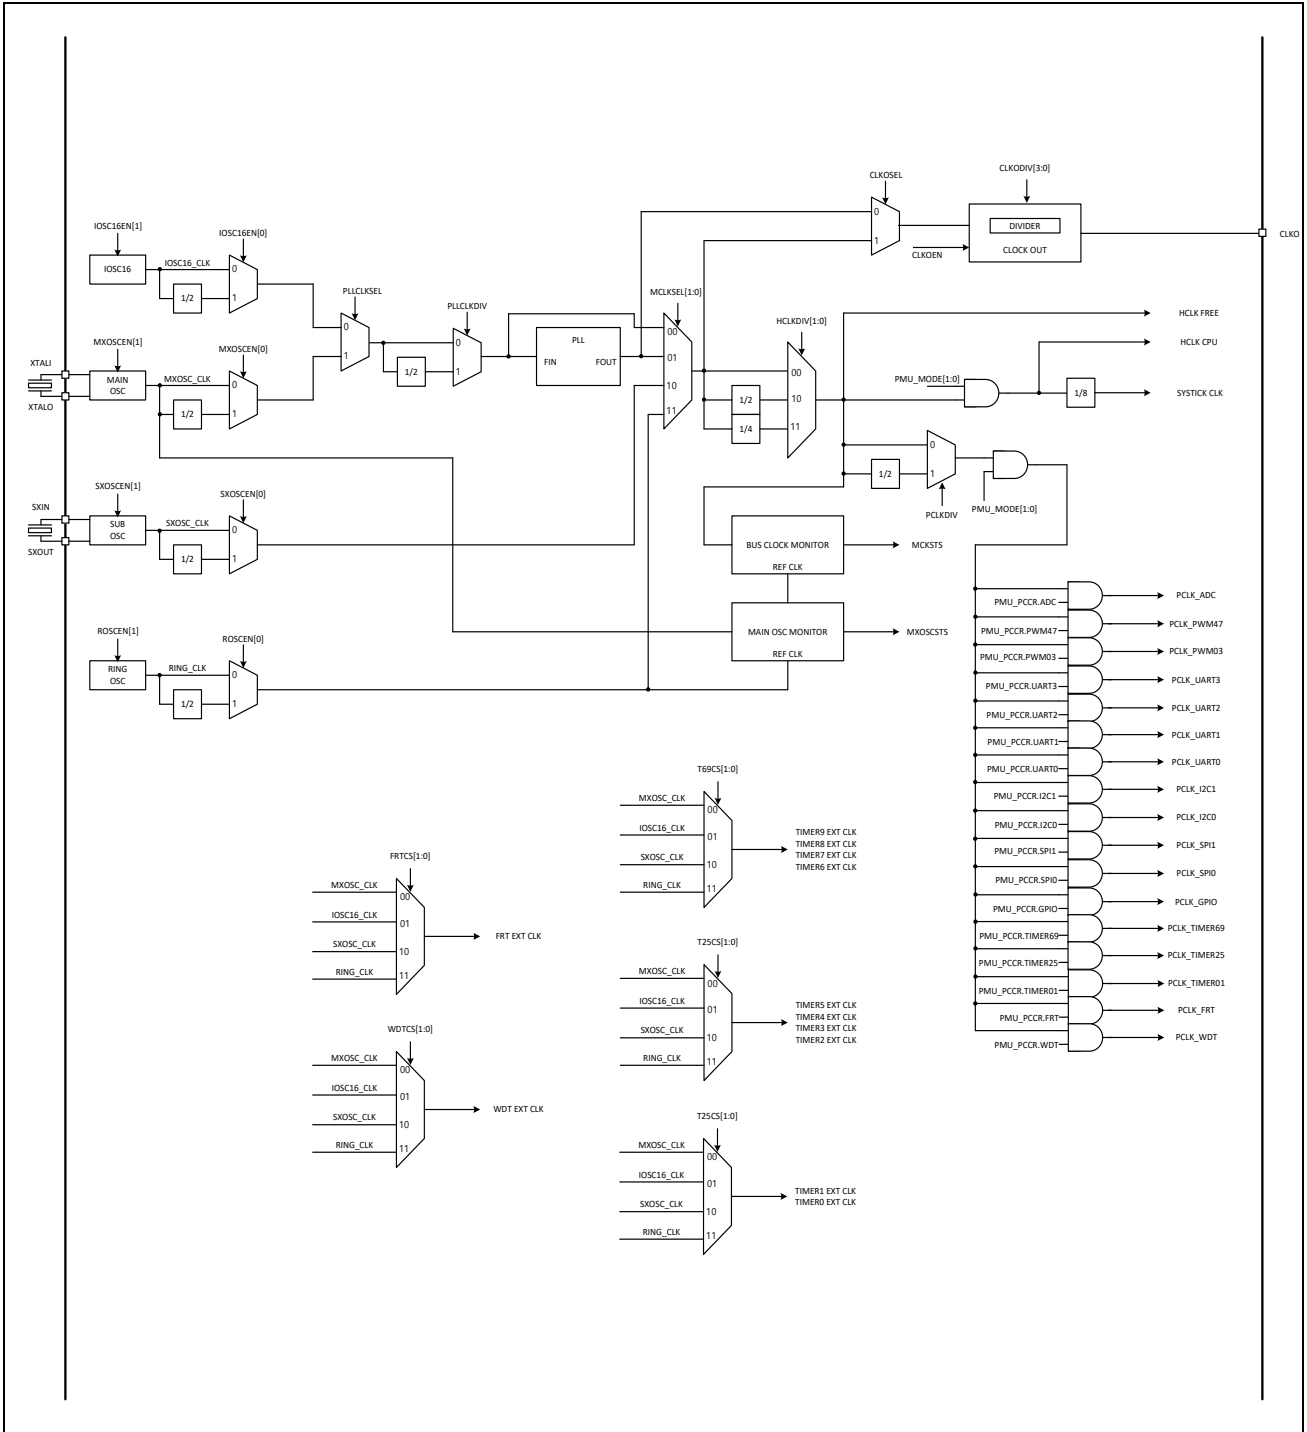 CLKODIV[3:0]
CLKOSEL
0
1
DIVIDER
CLOCK OUT
CLKOEN
CLKO
IOSC16EN[1]
IOSC16
IOSC16_CLK
1/2
IOSC16EN[0]
0
1
PLLCLKSEL
0
1
PLLCLKDIV
1/2
0
1
PLL
FIN
FOUT
MCLKSEL[1:0]
00
01
10
11
HCLKDIV[1:0]
1/2
1/4
00
10
11
HCLK FREE
HCLK CPU
PMU_MODE[1:0]
1/8
SYSTICK CLK
XTALI
XTALO
MXOSCEN[1]
MAIN
OSC
MXOSC_CLK
1/2
MXOSCEN[0]
0
1
1/2
0
1
PCLKDIV
PMU_MODE[1:0]
SXIN
SXOUT
SXOSCEN[1]
SUB
OSC
SXOSC_CLK
1/2
SXOSCEN[0]
0
1
BUS CLOCK MONITOR
REF CLK
MCKSTS
MAIN OSC MONITOR
REF CLK
MXOSCSTS
ROSCEN[1]
RING
OSC
RING_CLK
1/2
ROSCEN[0]
0
1
PMU_PCCR.ADC
PCLK_ADC
PMU_PCCR.PWM47
PCLK_PWM47
PMU_PCCR.PWM03
PCLK_PWM03
PMU_PCCR.UART3
PCLK_UART3
PMU_PCCR.UART2
PCLK_UART2
PMU_PCCR.UART1
PCLK_UART1
PMU_PCCR.UART0
PCLK_UART0
PMU_PCCR.I2C1
PCLK_I2C1
PMU_PCCR.I2C0
PCLK_I2C0
PMU_PCCR.SPI1
PCLK_SPI1
PMU_PCCR.SPI0
PCLK_SPI0
PMU_PCCR.GPIO
PCLK_GPIO
PMU_PCCR.TIMER69
PCLK_TIMER69
PMU_PCCR.TIMER25
PCLK_TIMER25
PMU_PCCR.TIMER01
PCLK_TIMER01
PMU_PCCR.FRT
PCLK_FRT
PMU_PCCR.WDT
PCLK_WDT
FRTCS[1:0]
MXOSC_CLK
00
IOSC16_CLK
01
SXOSC_CLK
10
RING_CLK
11
FRT EXT CLK
WDTCS[1:0]
MXOSC_CLK
00
IOSC16_CLK
01
SXOSC_CLK
10
RING_CLK
11
WDT EXT CLK
T69CS[1:0]
MXOSC_CLK
00
IOSC16_CLK
01
SXOSC_CLK
10
RING_CLK
11
TIMER9 EXT CLK
TIMER8 EXT CLK
TIMER7 EXT CLK
TIMER6 EXT CLK
T25CS[1:0]
MXOSC_CLK
00
IOSC16_CLK
01
SXOSC_CLK
10
RING_CLK
11
TIMER5 EXT CLK
TIMER4 EXT CLK
TIMER3 EXT CLK
TIMER2 EXT CLK
T25CS[1:0]
MXOSC_CLK
00
IOSC16_CLK
01
SXOSC_CLK
10
RING_CLK
11
TIMER1 EXT CLK
TIMER0 EXT CLK